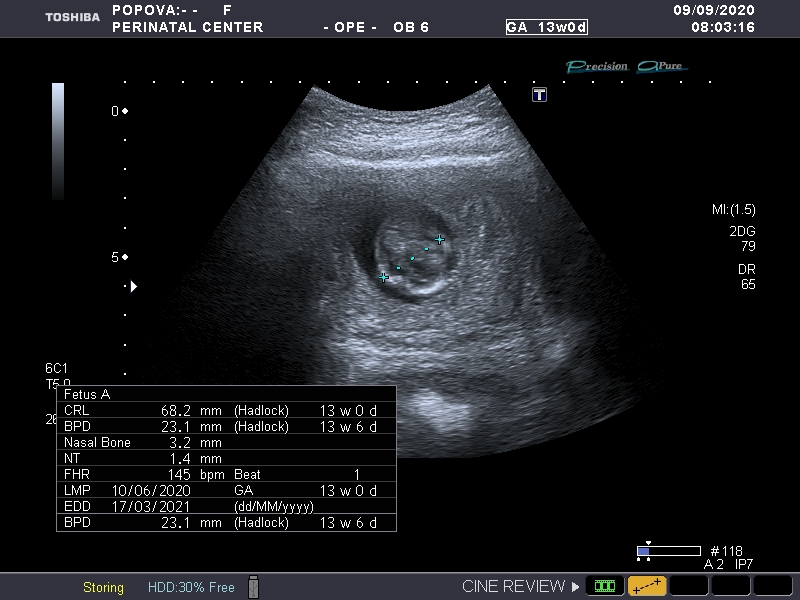 TOSHIBA
POPOVA:- - F
PERINATAL CENTER - OPE - OB 6
GA 13w0d
09/09/2020
08:03:16
Precision APure
T
0
5
MI:(1.5)
2DG
79
DR
65
6C1
T5.0
Fetus A
CRL 68.2 mm (Hadlock) 13 w 0 d
BPD 23.1 mm (Hadlock) 13 w 6 d
Nasal Bone 3.2 mm
NT 1.4 mm
FHR 145 bpm Beat 1
LMP 10/06/2020 GA 13 w 0 d
EDD 17/03/2021 (dd/MM/yyyy)
BPD 23.1 mm (Hadlock) 13 w 6 d
#118
A 2 IP7
Storing HDD:30% Free CINE REVIEW